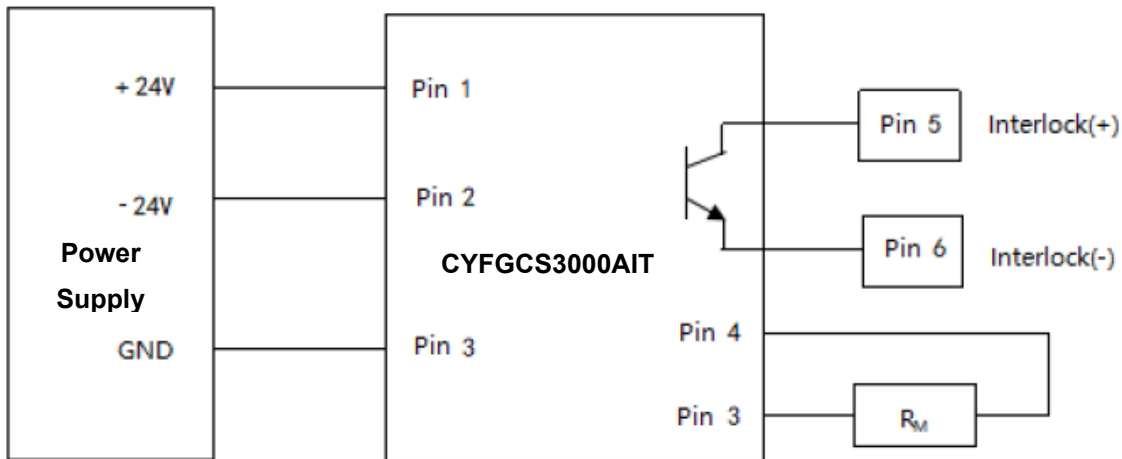 + 24V
Pin 1
Pin 5
Interlock(+)
- 24V
Pin 2
Power
Supply
CYFGCS3000AIT
Pin 6
Interlock(-)
GND
Pin 3
Pin 4
Pin 3
RM